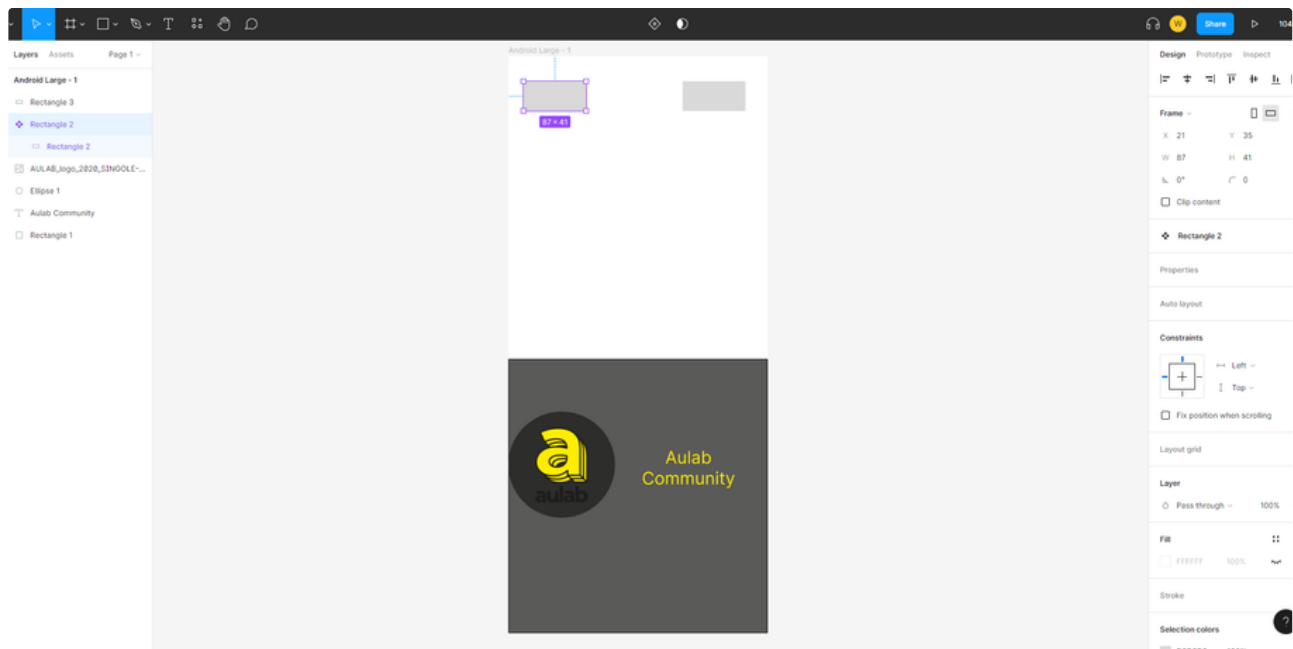 W
Share
104
Layers Assets Page 1
Android Large - 1
Rectangle 3
Rectangle 2
Rectangle 2
AULAB_logo_2020_SINGOLE-...
Ellipse 1
Aulab Community
Rectangle 1
Android Large - 1
87 × 41
aulab
Aulab
Community
Design Prototype Inspect
Frame
X 21 Y 35
W 87 H 41
0° 0
Clip content
Rectangle 2
Properties
Auto layout
Constraints
Left
Top
Fix position when scrolling
Layout grid
Layer
Pass through 100%
Fill
FFFFFF 100%
Stroke
?
Selection colors